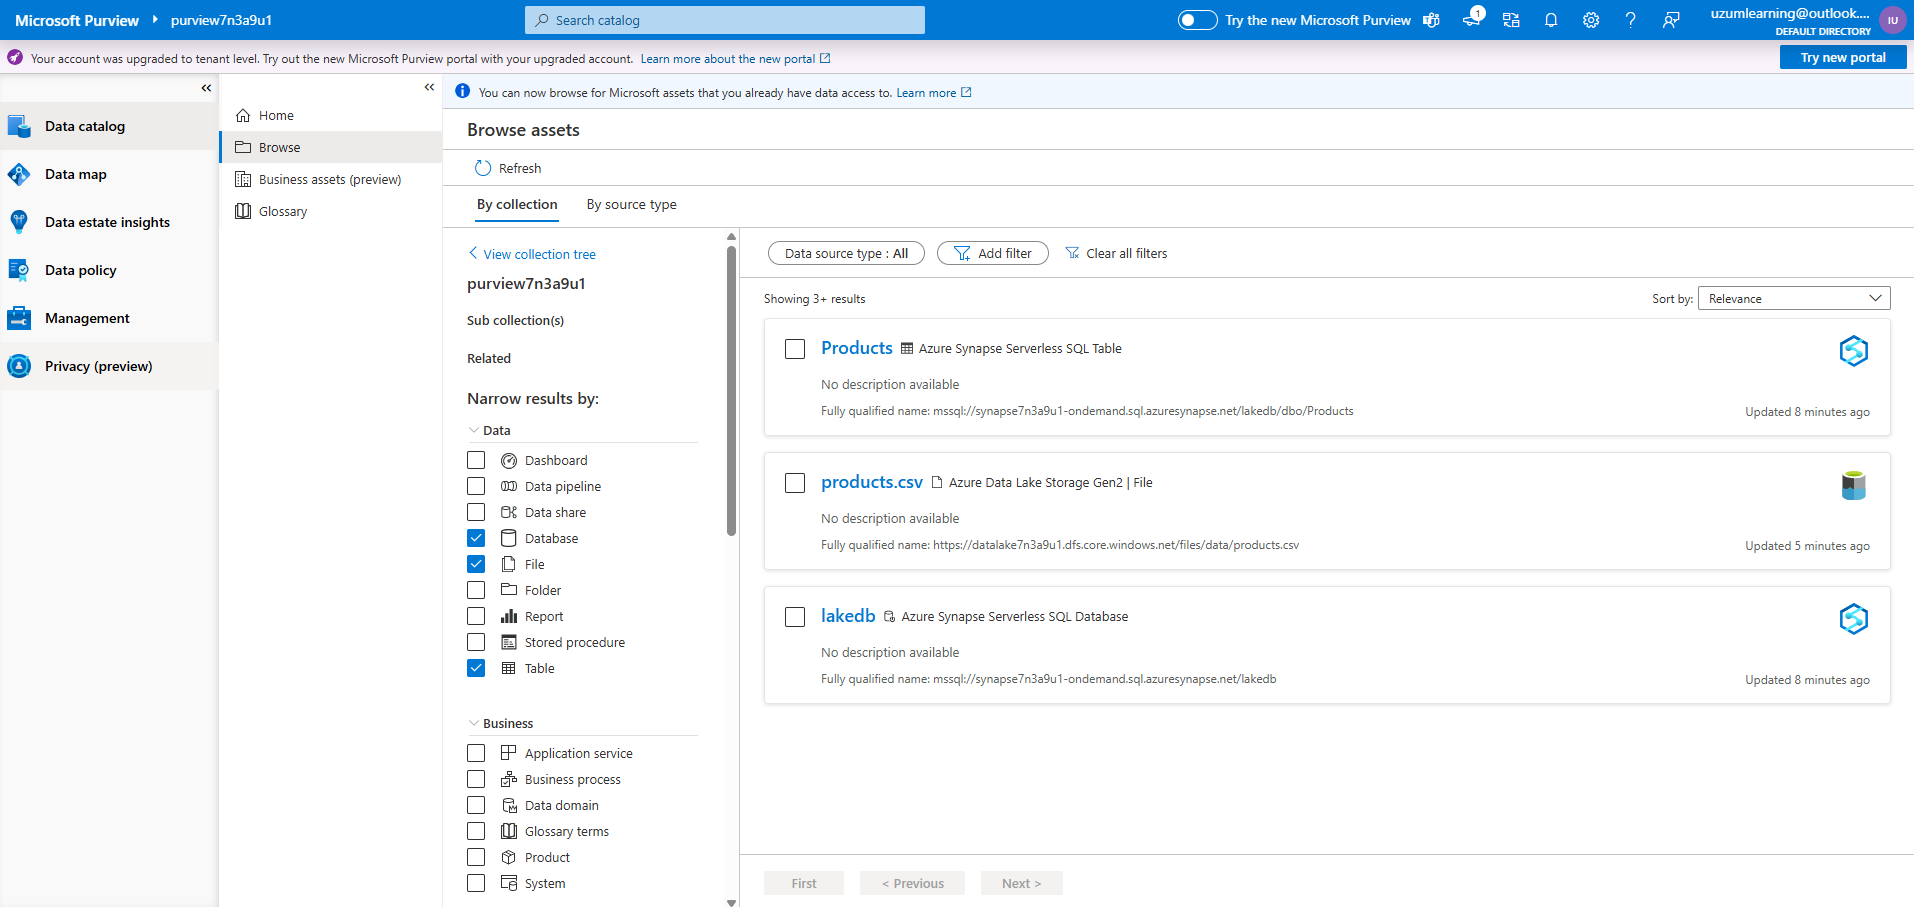 Microsoft Purview purview7n3a9u1
Search catalog
Try the new Microsoft Purview
1
uzumlearning@outlook....
DEFAULT DIRECTORY
IU
Your account was upgraded to tenant level. Try out the new Microsoft Purview portal with your upgraded account. Learn more about the new portal
Try new portal
Data catalog
Data map
Data estate insights
Data policy
Management
Privacy (preview)
Home
Browse
Business assets (preview)
Glossary
You can now browse for Microsoft assets that you already have data access to. Learn more
Browse assets
Refresh
By collection By source type
View collection tree
purview7n3a9u1
Sub collection(s)
Related
Narrow results by:
Data
Dashboard
Data pipeline
Data share
Database
File
Folder
Report
Stored procedure
Table
Business
Application service
Business process
Data domain
Glossary terms
Product
System
Data source type : All Add filter Clear all filters
Showing 3+ results
Sort by: Relevance
Products Azure Synapse Serverless SQL Table
No description available
Fully qualified name: mssql://synapse7n3a9u1-ondemand.sql.azuresynapse.net/lakedb/dbo/Products
Updated 8 minutes ago
products.csv Azure Data Lake Storage Gen2 | File
No description available
Fully qualified name: https://datalake7n3a9u1.dfs.core.windows.net/files/data/products.csv
Updated 5 minutes ago
lakedb Azure Synapse Serverless SQL Database
No description available
Fully qualified name: mssql://synapse7n3a9u1-ondemand.sql.azuresynapse.net/lakedb
Updated 8 minutes ago
First < Previous Next >